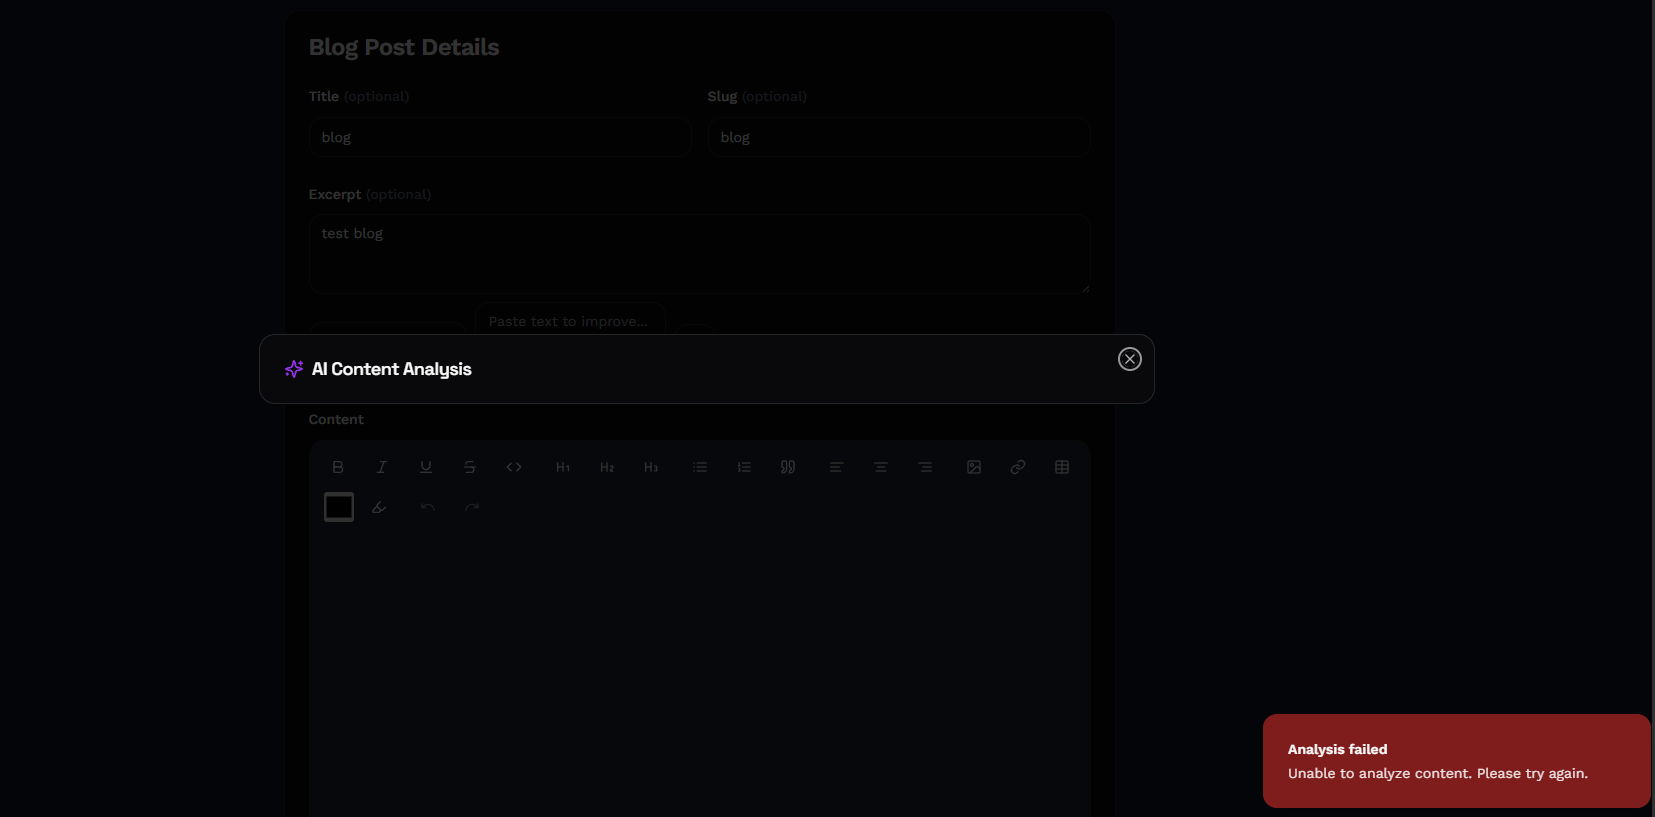 Blog Post Details
Title (optional)
Slug (optional)
blog
blog
Excerpt (optional)
test blog
Paste text to improve...
AI Content Analysis
Content
B I U S <> H1 H2 H3
Analysis failed
Unable to analyze content. Please try again.